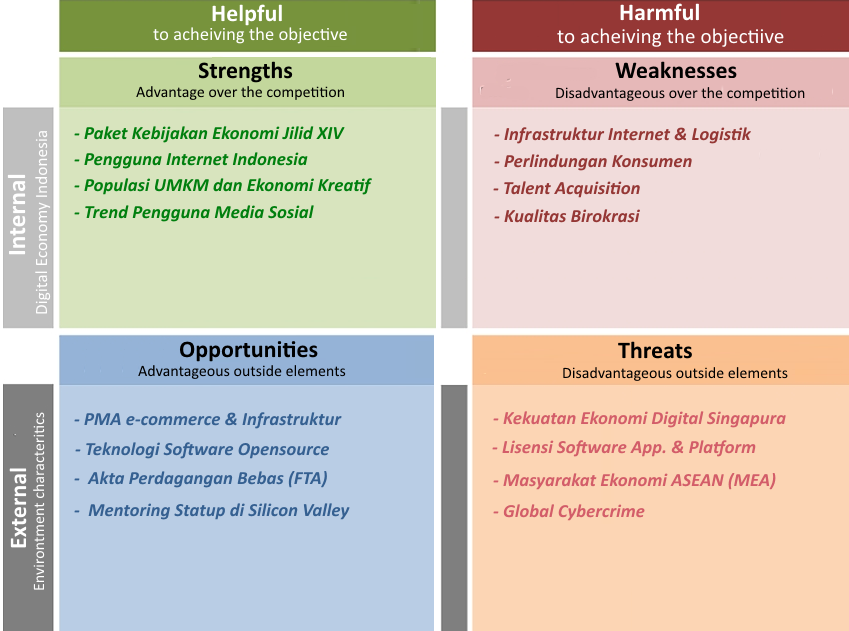 Helpful
to acheiving the objective
Harmful
to acheiving the objectiive
Strengths
Advantage over the competition
Weaknesses
Disadvantageous over the competition
Internal
Digital Economy Indonesia
- Paket Kebijakan Ekonomi Jilid XIV
- Pengguna Internet Indonesia
- Populasi UMKM dan Ekonomi Kreatif
- Trend Pengguna Media Sosial
- Infrastruktur Internet & Logistik
- Perlindungan Konsumen
- Talent Acquisition
- Kualitas Birokrasi
Opportunities
Advantageous outside elements
Threats
Disadvantageous outside elements
External
Environtment characteritics
- PMA e-commerce & Infrastruktur
- Teknologi Software Opensource
- Akta Perdagangan Bebas (FTA)
- Mentoring Statup di Silicon Valley
- Kekuatan Ekonomi Digital Singapura
- Lisensi Software App. & Platform
- Masyarakat Ekonomi ASEAN (MEA)
- Global Cybercrime